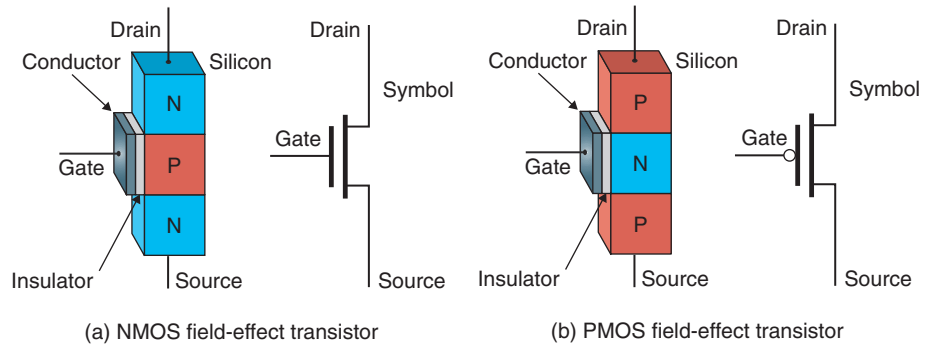 Drain
Conductor
Silicon
N
P
Gate
N
Insulator
Source
Drain
Symbol
Gate
Source
(a) NMOS field-effect transistor
Drain
Conductor
Silicon
P
N
Gate
P
Insulator
Source
Drain
Symbol
Gate
Source
(b) PMOS field-effect transistor